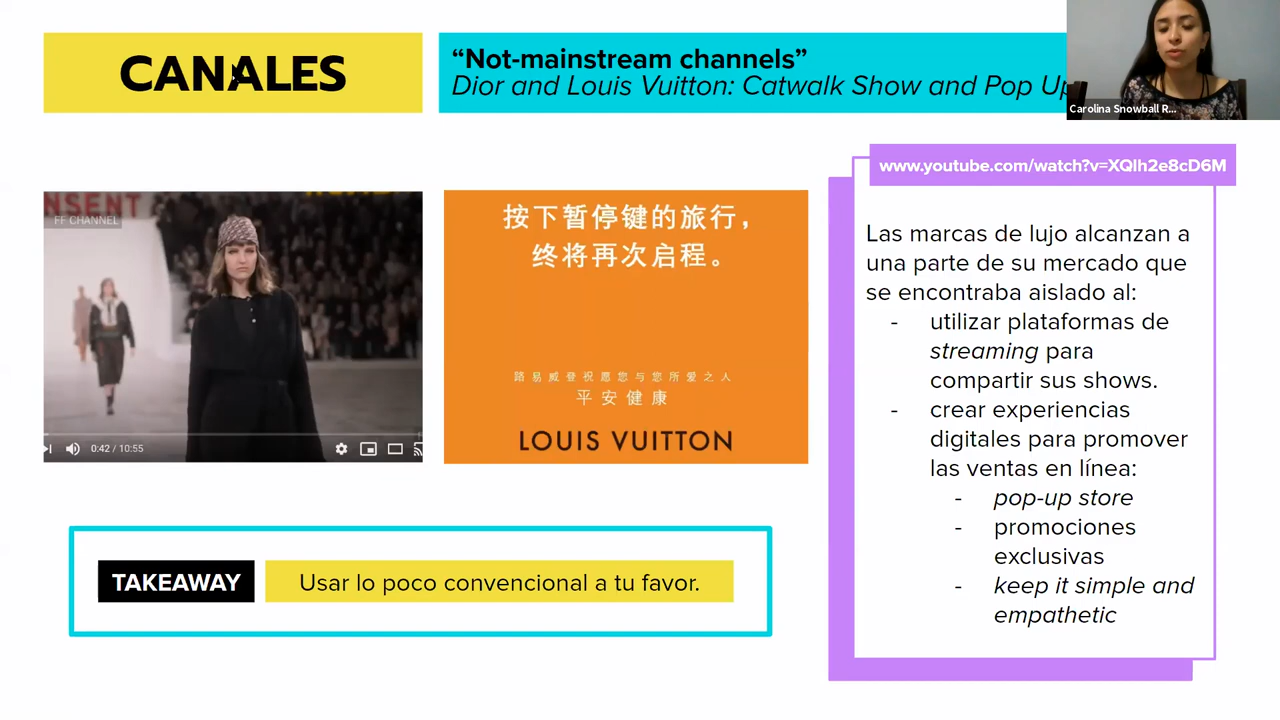 CANALES
“Not-mainstream channels”
Dior and Louis Vuitton: Catwalk Show and Pop Up
Carolina Snowball R...
www.youtube.com/watch?v=XQlh2e8cD6M
FF CHANNEL
0:42 / 10:55
按下暂停键的旅行，
终将再次启程。
路易威登祝愿您与您所爱之人
平安健康
LOUIS VUITTON
Las marcas de lujo alcanzan a
una parte de su mercado que
se encontraba aislado al:
- utilizar plataformas de
streaming para
compartir sus shows.
- crear experiencias
digitales para promover
las ventas en línea:
- pop-up store
- promociones
exclusivas
- keep it simple and
empathetic
TAKEAWAY
Usar lo poco convencional a tu favor.